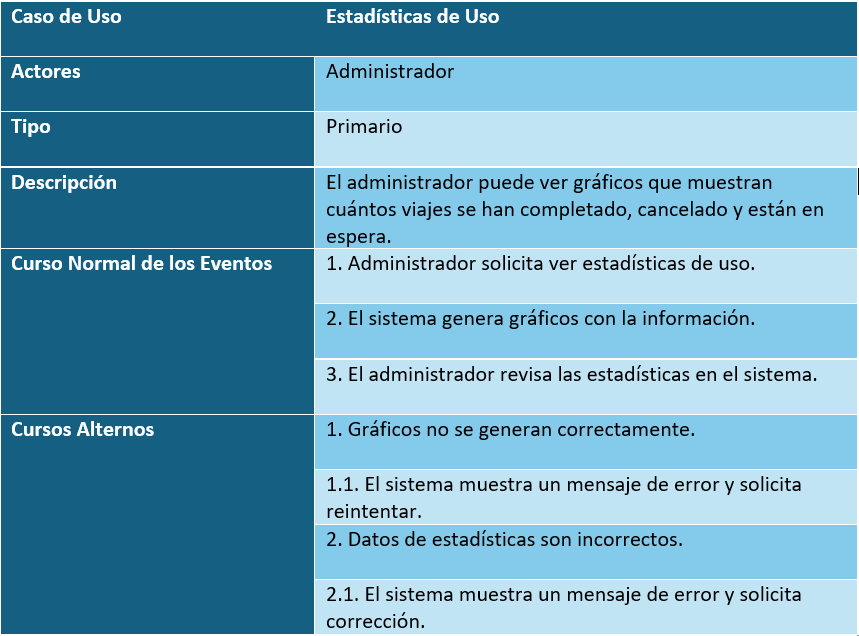 Caso de Uso
Estadísticas de Uso
Actores
Administrador
Tipo
Primario
Descripción
El administrador puede ver gráficos que muestran
cuántos viajes se han completado, cancelado y están en
espera.
Curso Normal de los Eventos
1. Administrador solicita ver estadísticas de uso.
2. El sistema genera gráficos con la información.
3. El administrador revisa las estadísticas en el sistema.
Cursos Alternos
1. Gráficos no se generan correctamente.
1.1. El sistema muestra un mensaje de error y solicita
reintentar.
2. Datos de estadísticas son incorrectos.
2.1. El sistema muestra un mensaje de error y solicita
corrección.